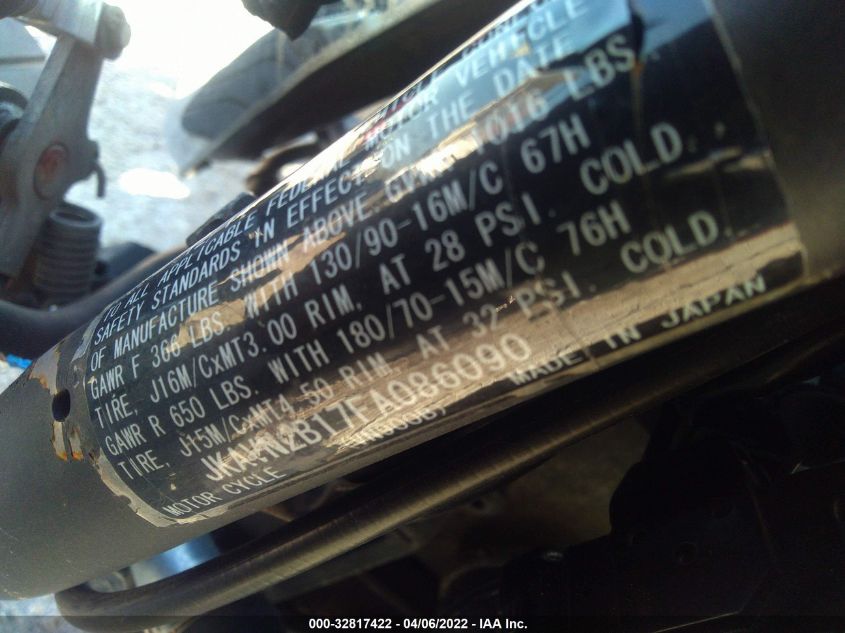 MOTOR VEHICLE
TO ALL APPLICABLE FEDERAL MOTOR VEHICLE
SAFETY STANDARDS IN EFFECT ON THE DATE
OF MANUFACTURE SHOWN ABOVE. GVWR 1016 LBS.
GAWR F 366 LBS. WITH 130/90-16M/C 67H
TIRE, J16M/CxMT3.00 RIM, AT 28 PSI. COLD.
GAWR R 650 LBS. WITH 180/70-15M/C 76H
TIRE, J15M/CxMT4.50 RIM, AT 32 PSI. COLD.
JKAVN2B17FA086090
MOTOR CYCLE MADE IN JAPAN
000-32817422 / 04/06/2022 - IAA Inc.